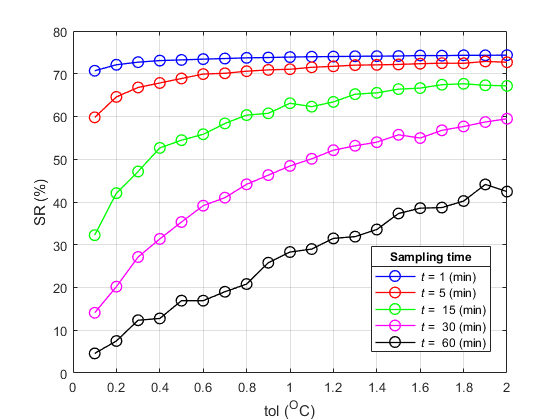 80
70
60
50
40
30
20
10
0
SR (%)
Sampling time
t = 1 (min)
t = 5 (min)
t = 15 (min)
t = 30 (min)
t = 60 (min)
0 0.2 0.4 0.6 0.8 1 1.2 1.4 1.6 1.8 2
tol (°C)